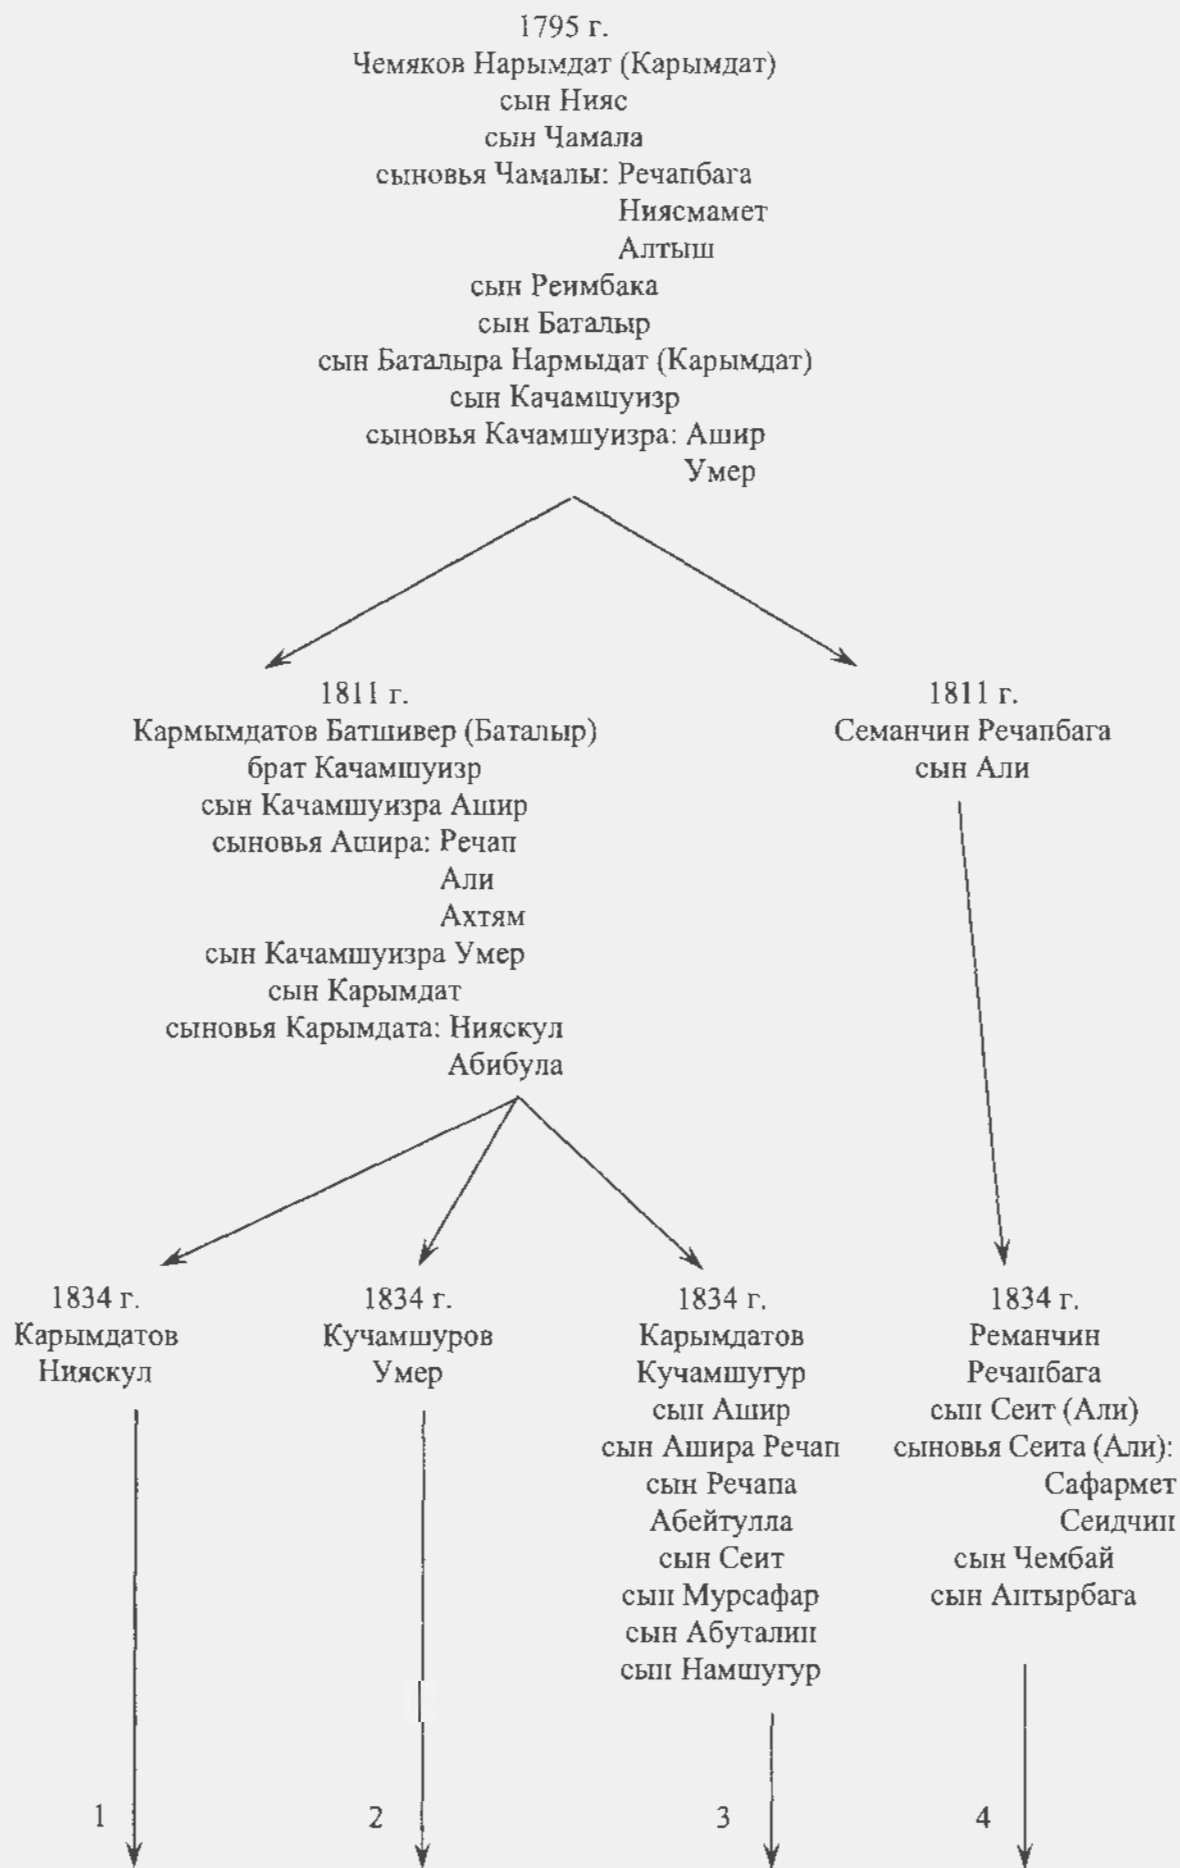 1795 г.
Чемяков Нарымдат (Карымдат)
сын Нияс
сын Чамала
сыновья Чамалы: Речапбага
Ниясмамет
Алтыш
сын Реимбака
сын Баталыр
сын Баталыра Нармыдат (Карымдат)
сын Качамшуизр
сыновья Качамшуизра: Ашир
Умер
1811 г.
Кармымдатов Батшивер (Баталыр)
брат Качамшуизр
сын Качамшуизра Ашир
сыновья Ашира: Речап
Али
Ахтям
сын Качамшуизра Умер
сын Карымдат
сыновья Карымдата: Нияскул
Абибула
1811 г.
Семанчин Речапбага
сын Али
1834 г.
Карымдатов
Нияскул
1834 г.
Кучамшуров
Умер
1834 г.
Карымдатов
Кучамшугур
сын Ашир
сын Ашира Речап
сын Речапа
Абейтулла
сын Сеит
сын Мурсафар
сын Абуталип
сын Намшугур
1834 г.
Реманчин
Речапбага
сын Сеит (Али)
сыновья Сеита (Али):
Сафармет
Сеидчип
сын Чембай
сын Аптырбага
1
2
3
4